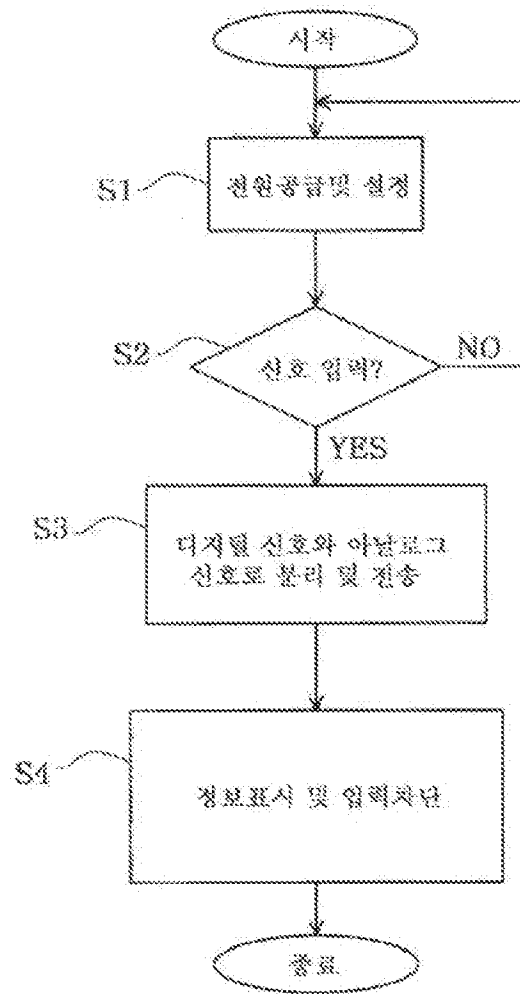 시작
S1
전원공급및 설정
S2
신호 입력?
NO
YES
S3
디지털 신호와 아날로그
신호로 분리 및 전송
S4
정보표시 및 입력차단
종료